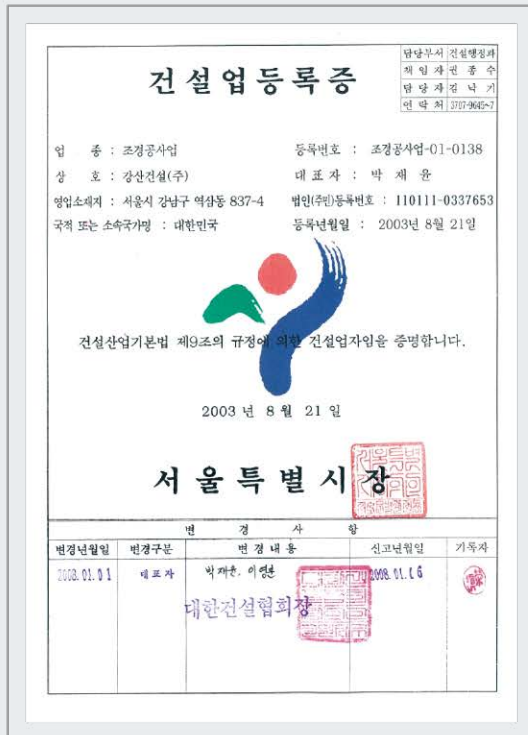 담당부서 건설행정과
책임자 권종수
담당자 김낙기
연락처 3707-9645~7
건설업등록증
업 종 : 조경공사업
등록번호 : 조경공사업-01-0138
상 호 : 강산건설(주)
대표자 : 박재윤
영업소재지 : 서울시 강남구 역삼동 837-4
법인(주민)등록번호 : 110111-0337653
국적 또는 소속국가명 : 대한민국
등록년월일 : 2003년 8월 21일
건설산업기본법 제9조의 규정에 의한 건설업자임을 증명합니다.
2003 년 8 월 21 일
서울특별시장
변 경 사 항
변경년월일 변경구분 변경내용 신고년월일 기록자
2008.01.01 대표자 박재윤, 이영 2008.01.16
대한건설협회장